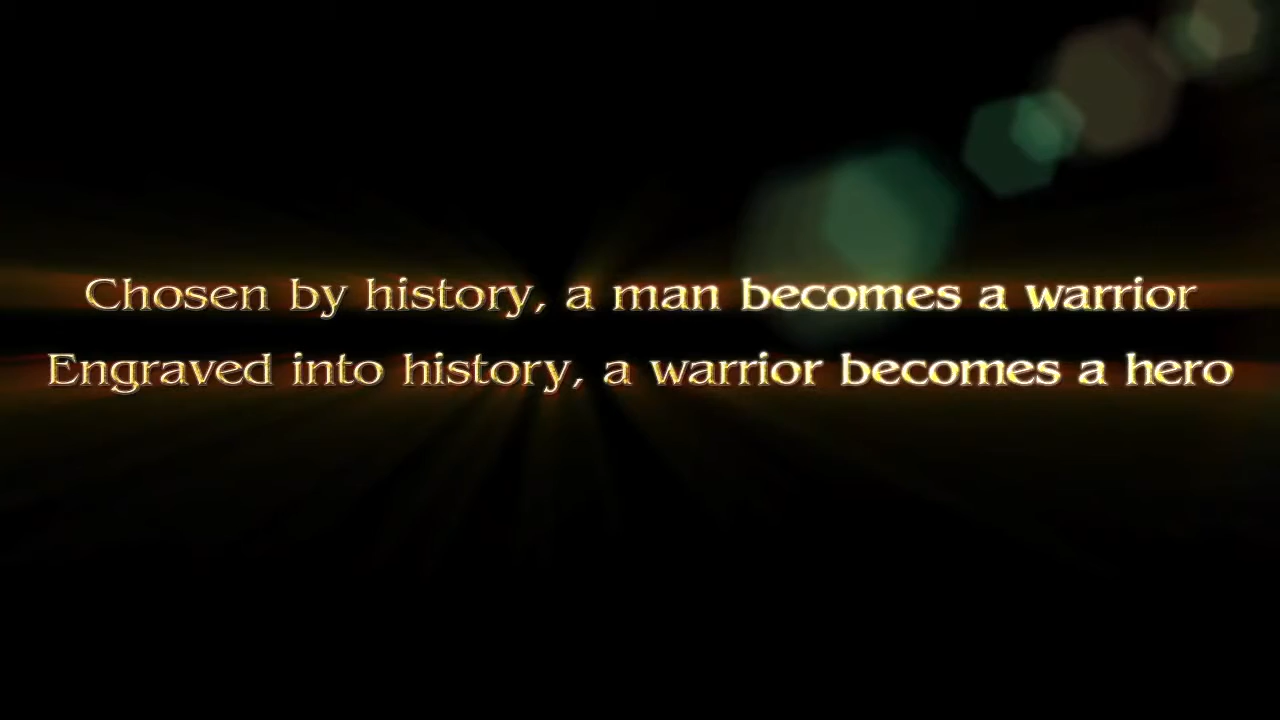 Chosen by history, a man becomes a warrior
Engraved into history, a warrior becomes a hero